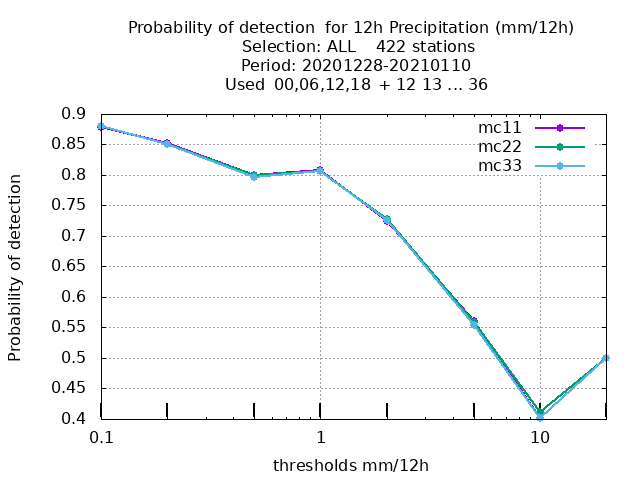 Probability of detection  for 12h Precipitation (mm/12h)
Selection: ALL    422 stations
Period: 20201228-20210110
Used  00,06,12,18  + 12 13 ... 36
mc11
mc22
mc33
0.9
0.85
0.8
0.75
0.7
0.65
0.6
0.55
0.5
0.45
0.4
Probability of detection
0.1 1 10
thresholds mm/12h